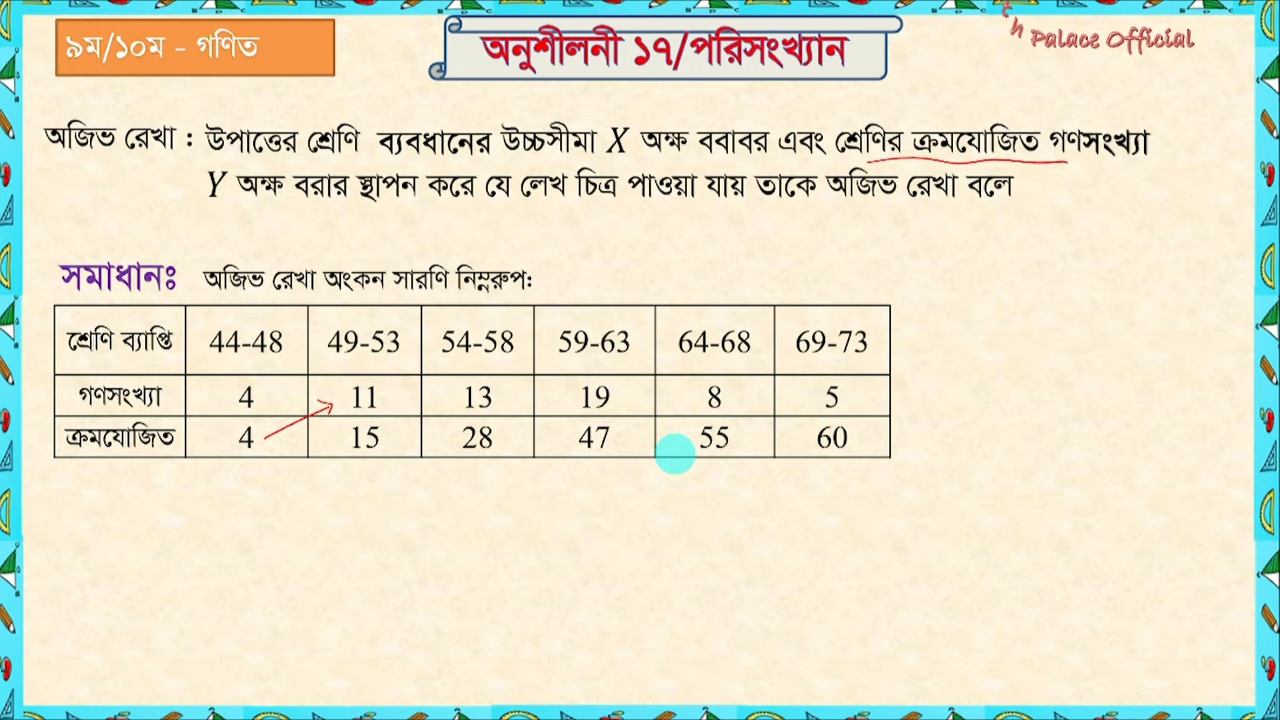 ৯ম/১০ম - গণিত
অনুশীলনী ১৭/পরিসংখ্যান
Palace Official
অজিভ রেখা : উপাত্তের শ্রেণি ব্যবধানের উচ্চসীমা X অক্ষ ববাবর এবং শ্রেণির ক্রমযোজিত গণসংখ্যা
Y অক্ষ বরার স্থাপন করে যে লেখ চিত্র পাওয়া যায় তাকে অজিভ রেখা বলে
সমাধানঃ অজিভ রেখা অংকন সারণি নিম্নরুপ:
শ্রেণি ব্যাপ্তি 44-48 49-53 54-58 59-63 64-68 69-73
গণসংখ্যা 4 11 13 19 8 5
ক্রমযোজিত 4 15 28 47 55 60